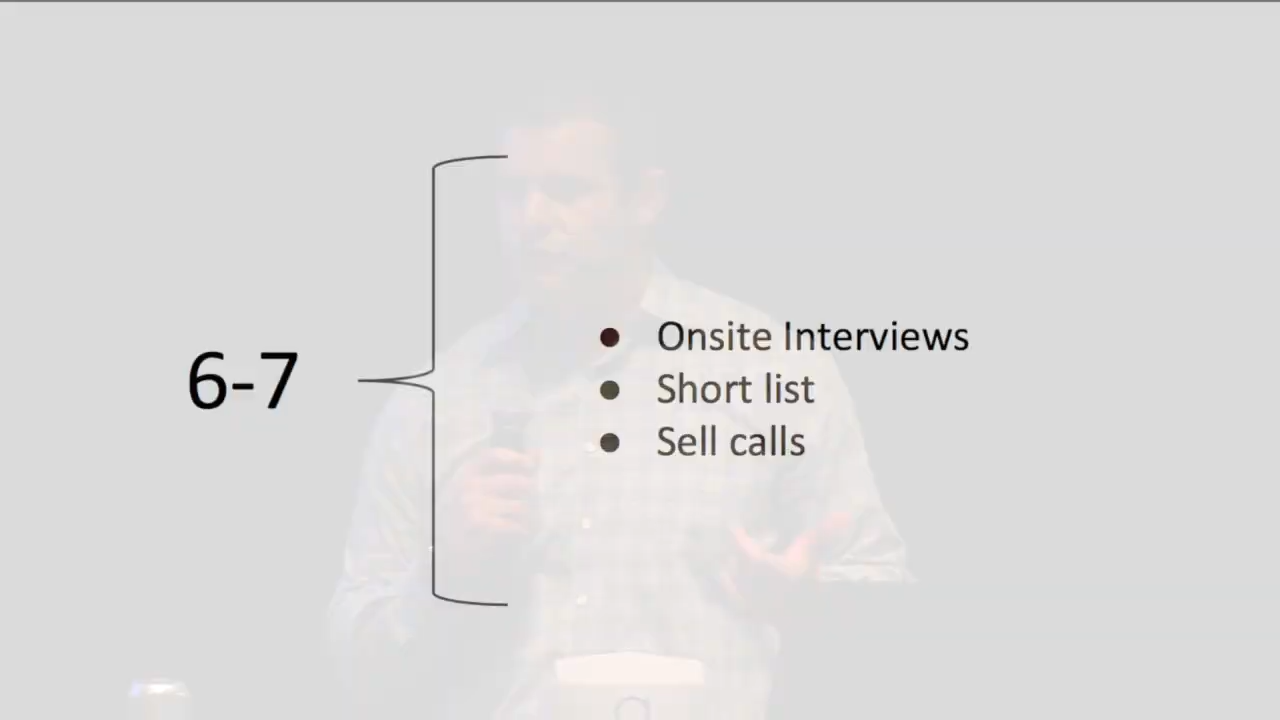 6-7
● Onsite Interviews
● Short list
● Sell calls